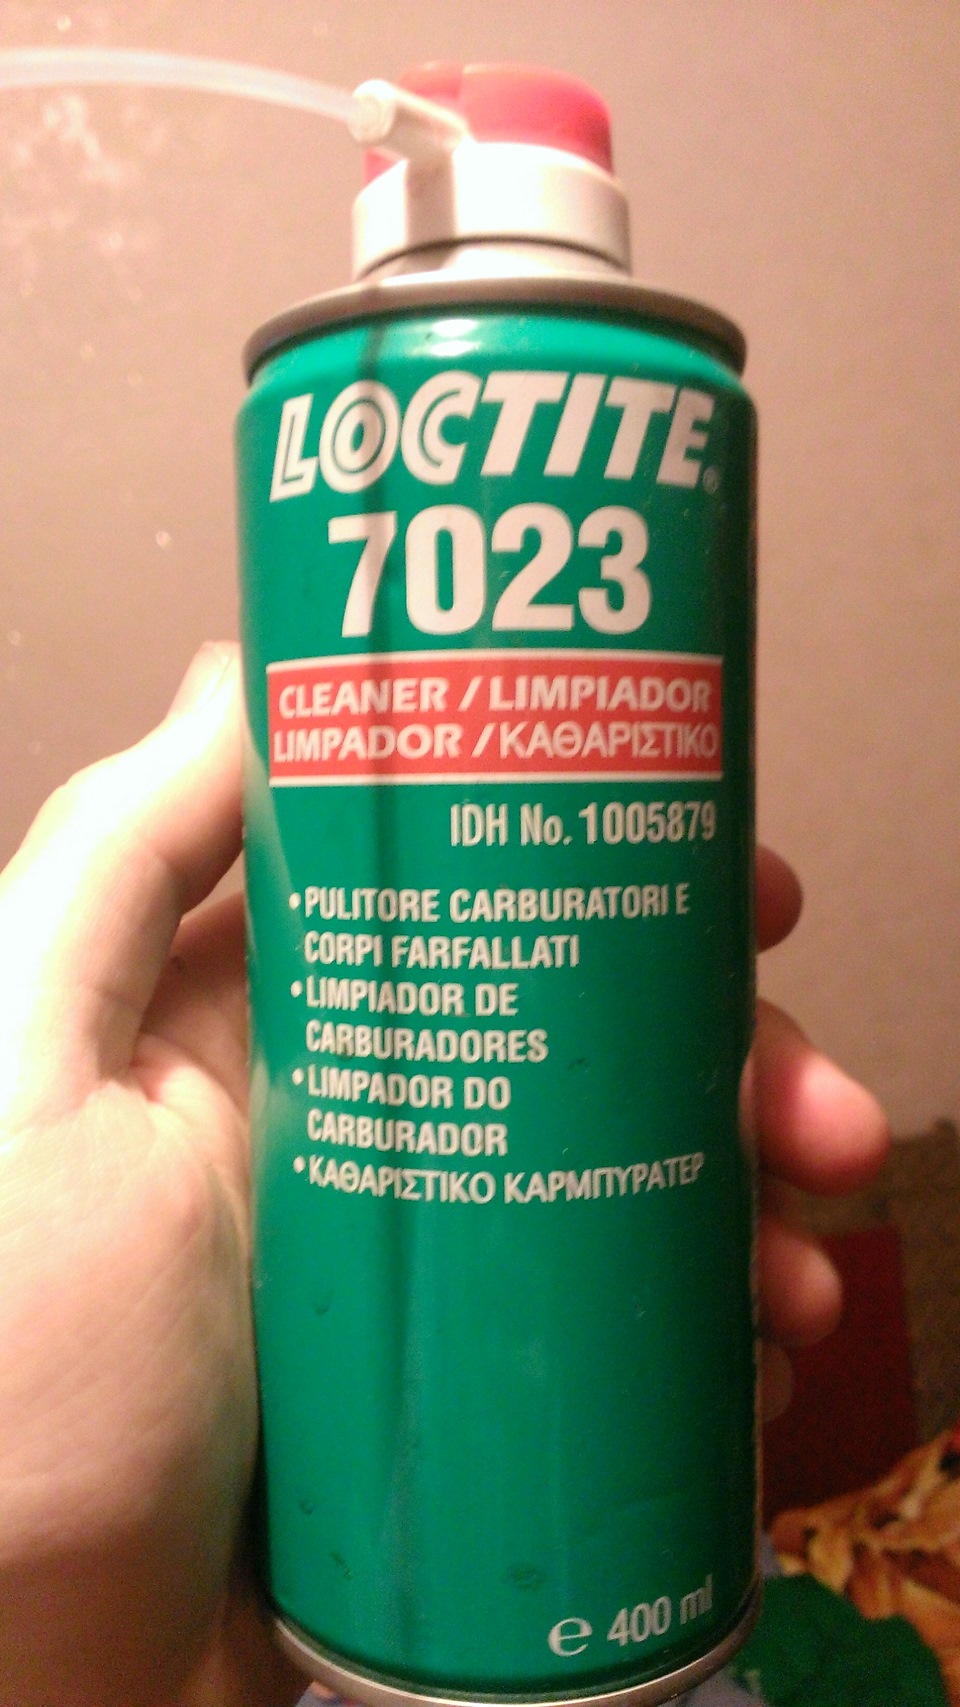 LOCTITE®
7023
CLEANER / LIMPIADOR
LIMPADOR / ΚΑΘΑΡΙΣΤΙΚΟ
IDH No. 1005879
• PULITORE CARBURATORI E
CORPI FARFALLATI
• LIMPIADOR DE
CARBURADORES
• LIMPADOR DO
CARBURADOR
• ΚΑΘΑΡΙΣΤΙΚΟ ΚΑΡΜΠΥΡΑΤΕΡ
℮ 400 ml